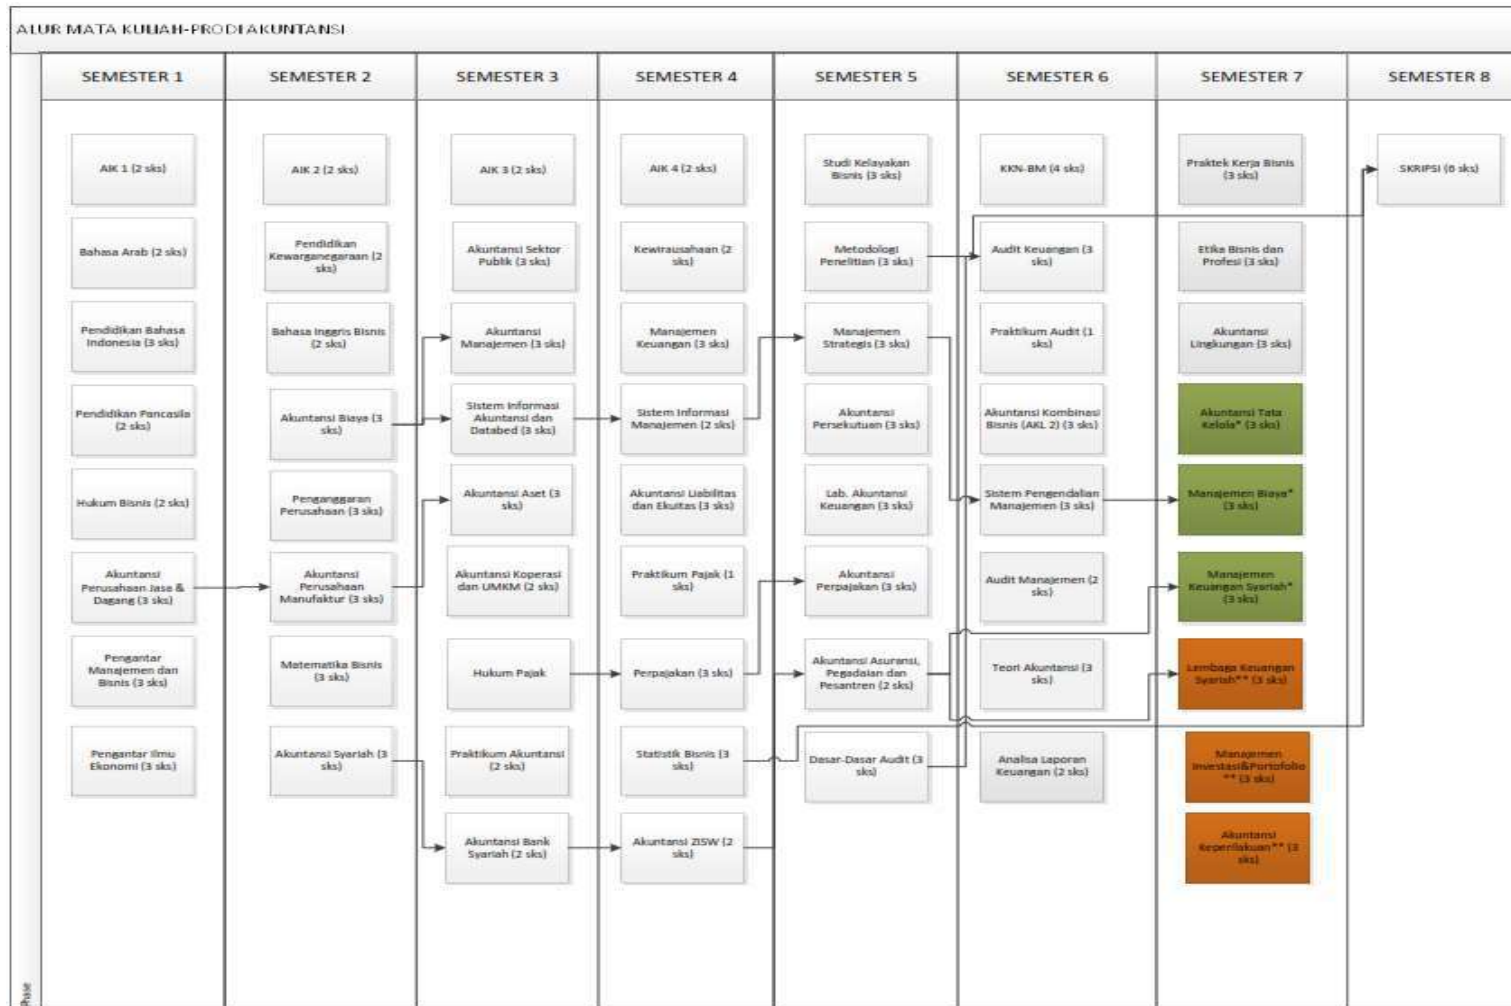 ALUR MATA KULIAH-PRODI AKUNTANSI
SEMESTER 1
SEMESTER 2
SEMESTER 3
SEMESTER 4
SEMESTER 5
SEMESTER 6
SEMESTER 7
SEMESTER 8
AIK 1 (2 sks)
Bahasa Arab (2 sks)
Pendidikan Bahasa
Indonesia (3 sks)
Pendidikan Pancasila
(2 sks)
Hukum Bisnis (2 sks)
Akuntansi
Perusahaan Jasa &
Dagang (3 sks)
Pengantar
Manajemen dan
Bisnis (3 sks)
Pengantar Ilmu
Ekonomi (3 sks)
AIK 2 (2 sks)
Pendidikan
Kewarganegaraan (2
sks)
Bahasa Inggris Bisnis
(2 sks)
Akuntansi Biaya (3
sks)
Penganggaran
Perusahaan (3 sks)
Akuntansi
Perusahaan
Manufaktur (3 sks)
Matematika Bisnis
(3 sks)
Akuntansi Syariah (3
sks)
AIK 3 (2 sks)
Akuntansi Sektor
Publik (3 sks)
Akuntansi
Manajemen (3 sks)
Sistem Informasi
Akuntansi dan
Databed (3 sks)
Akuntansi Aset (3
sks)
Akuntansi Koperasi
dan UMKM (2 sks)
Hukum Pajak
Praktikum Akuntansi
(2 sks)
Akuntansi Bank
Syariah (2 sks)
AIK 4 (2 sks)
Kewirausahaan (2
sks)
Manajemen
Keuangan (3 sks)
Sistem Informasi
Manajemen (2 sks)
Akuntansi Liabilitas
dan Ekuitas (3 sks)
Praktikum Pajak (1
sks)
Perpajakan (3 sks)
Statistik Bisnis (3
sks)
Akuntansi ZISW (2
sks)
Studi Kelayakan
Bisnis (3 sks)
Metodologi
Penelitian (3 sks)
Manajemen
Strategis (3 sks)
Akuntansi
Persekutuan (3 sks)
Lab. Akuntansi
Keuangan (3 sks)
Akuntansi
Perpajakan (3 sks)
Akuntansi Asuransi,
Pegadaian dan
Pesantren (2 sks)
Dasar-Dasar Audit (3
sks)
KKN-BM (4 sks)
Audit Keuangan (3
sks)
Praktikum Audit (1
sks)
Akuntansi Kombinasi
Bisnis (AKL 2) (3 sks)
Sistem Pengendalian
Manajemen (3 sks)
Audit Manajemen (2
sks)
Teori Akuntansi (3
sks)
Analisa Laporan
Keuangan (2 sks)
Praktek Kerja Bisnis
(3 sks)
Etika Bisnis dan
Profesi (3 sks)
Akuntansi
Lingkungan (3 sks)
Akuntansi Tata
Kelola* (3 sks)
Manajemen Biaya*
(3 sks)
Manajemen
Keuangan Syariah*
(3 sks)
Lembaga Keuangan
Syariah** (3 sks)
Manajemen
Investasi&Portofolio
** (3 sks)
Akuntansi
Keperilakuan** (3
sks)
SKRIPSI (6 sks)
Phase